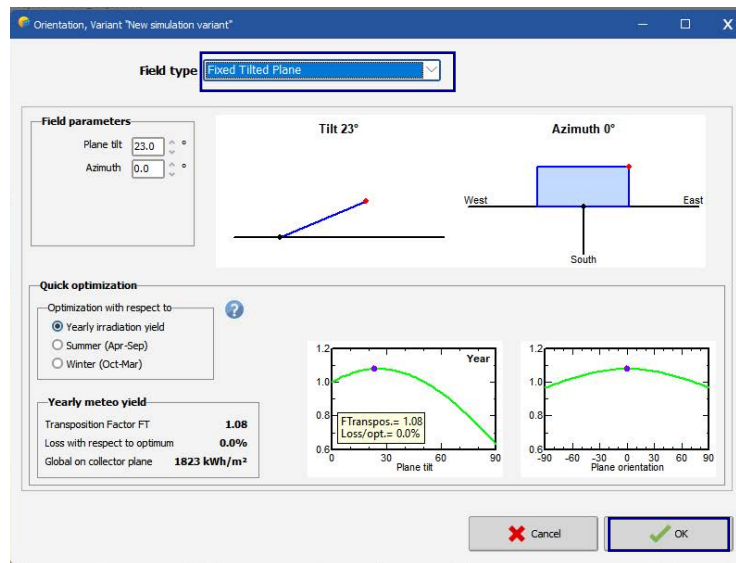 Orientation, Variant "New simulation variant"
Field type Fixed Tilted Plane
Field parameters
Plane tilt 23.0 °
Azimuth 0.0 °
Tilt 23°
Azimuth 0°
West
East
South
Quick optimization
Optimization with respect to
Yearly irradiation yield
Summer (Apr-Sep)
Winter (Oct-Mar)
?
Yearly meteo yield
Transposition Factor FT 1.08
Loss with respect to optimum 0.0%
Global on collector plane 1823 kWh/m²
Year
1.2
1.0
0.8
0.6
FTranspos.= 1.08
Loss/opt.= 0.0%
0 30 60 90
Plane tilt
1.2
1.0
0.8
0.6
-90 -60 -30 0 30 60 90
Plane orientation
Cancel
OK